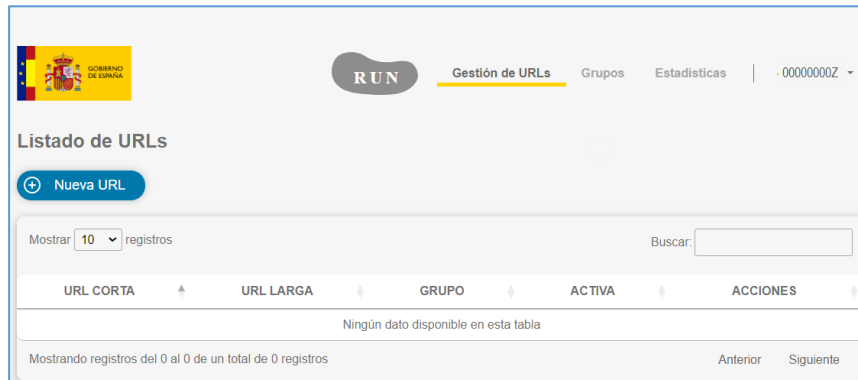 GOBIERNO
DE ESPAÑA
RUN
Gestión de URLs Grupos Estadisticas 00000000Z
Listado de URLs
Nueva URL
Mostrar 10 registros Buscar:
URL CORTA URL LARGA GRUPO ACTIVA ACCIONES
Ningún dato disponible en esta tabla
Mostrando registros del 0 al 0 de un total de 0 registros Anterior Siguiente